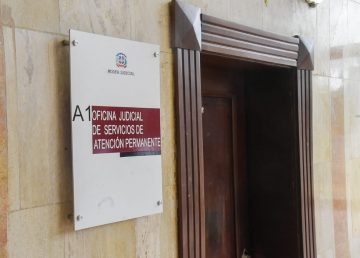 PODER JUDICIAL
A1 OFICINA JUDICIAL
DE SERVICIOS DE
ATENCIÓN PERMANENTE